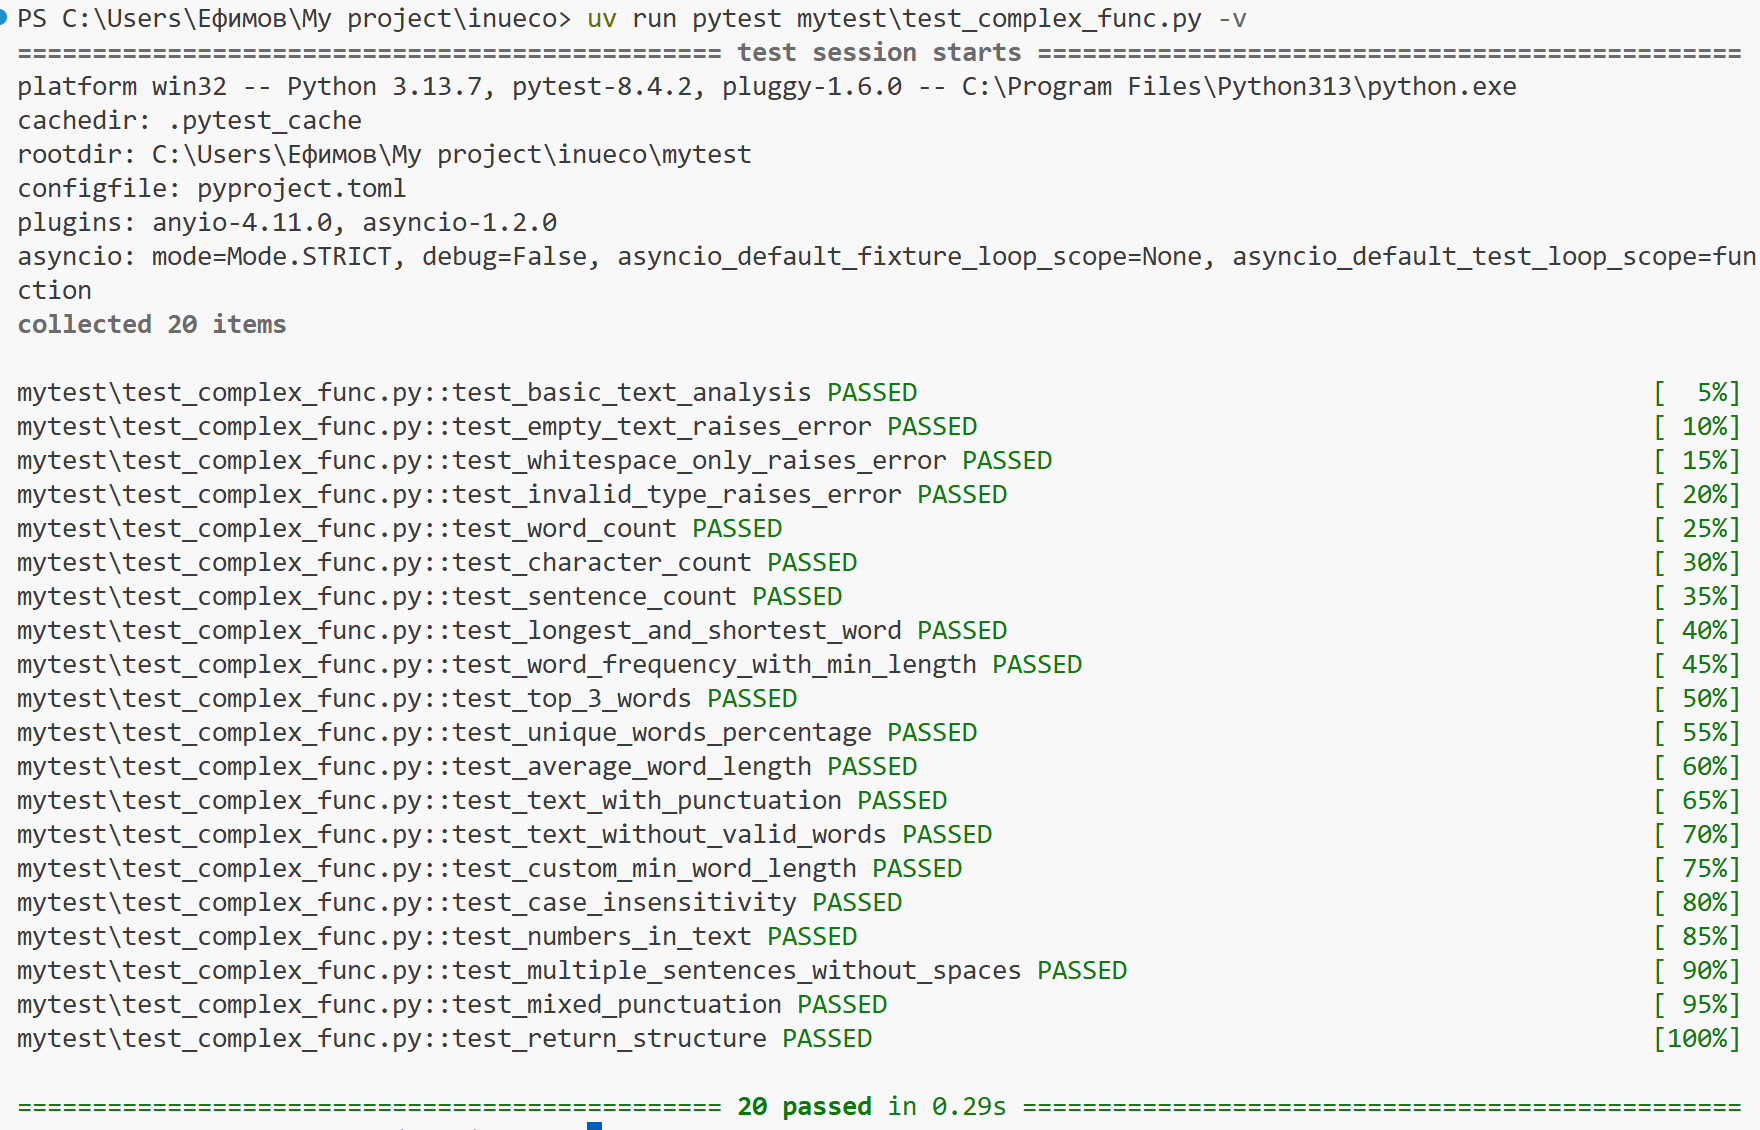 PS C:\Users\Ефимов\My project\inueco> uv run pytest mytest\test_complex_func.py -v
=============================================== test session starts ===============================================
platform win32 -- Python 3.13.7, pytest-8.4.2, pluggy-1.6.0 -- C:\Program Files\Python313\python.exe
cachedir: .pytest_cache
rootdir: C:\Users\Ефимов\My project\inueco\mytest
configfile: pyproject.toml
plugins: anyio-4.11.0, asyncio-1.2.0
asyncio: mode=Mode.STRICT, debug=False, asyncio_default_fixture_loop_scope=None, asyncio_default_test_loop_scope=fun
ction
collected 20 items
mytest\test_complex_func.py::test_basic_text_analysis PASSED [  5%]
mytest\test_complex_func.py::test_empty_text_raises_error PASSED [ 10%]
mytest\test_complex_func.py::test_whitespace_only_raises_error PASSED [ 15%]
mytest\test_complex_func.py::test_invalid_type_raises_error PASSED [ 20%]
mytest\test_complex_func.py::test_word_count PASSED [ 25%]
mytest\test_complex_func.py::test_character_count PASSED [ 30%]
mytest\test_complex_func.py::test_sentence_count PASSED [ 35%]
mytest\test_complex_func.py::test_longest_and_shortest_word PASSED [ 40%]
mytest\test_complex_func.py::test_word_frequency_with_min_length PASSED [ 45%]
mytest\test_complex_func.py::test_top_3_words PASSED [ 50%]
mytest\test_complex_func.py::test_unique_words_percentage PASSED [ 55%]
mytest\test_complex_func.py::test_average_word_length PASSED [ 60%]
mytest\test_complex_func.py::test_text_with_punctuation PASSED [ 65%]
mytest\test_complex_func.py::test_text_without_valid_words PASSED [ 70%]
mytest\test_complex_func.py::test_custom_min_word_length PASSED [ 75%]
mytest\test_complex_func.py::test_case_insensitivity PASSED [ 80%]
mytest\test_complex_func.py::test_numbers_in_text PASSED [ 85%]
mytest\test_complex_func.py::test_multiple_sentences_without_spaces PASSED [ 90%]
mytest\test_complex_func.py::test_mixed_punctuation PASSED [ 95%]
mytest\test_complex_func.py::test_return_structure PASSED [100%]
=============================================== 20 passed in 0.29s ================================================